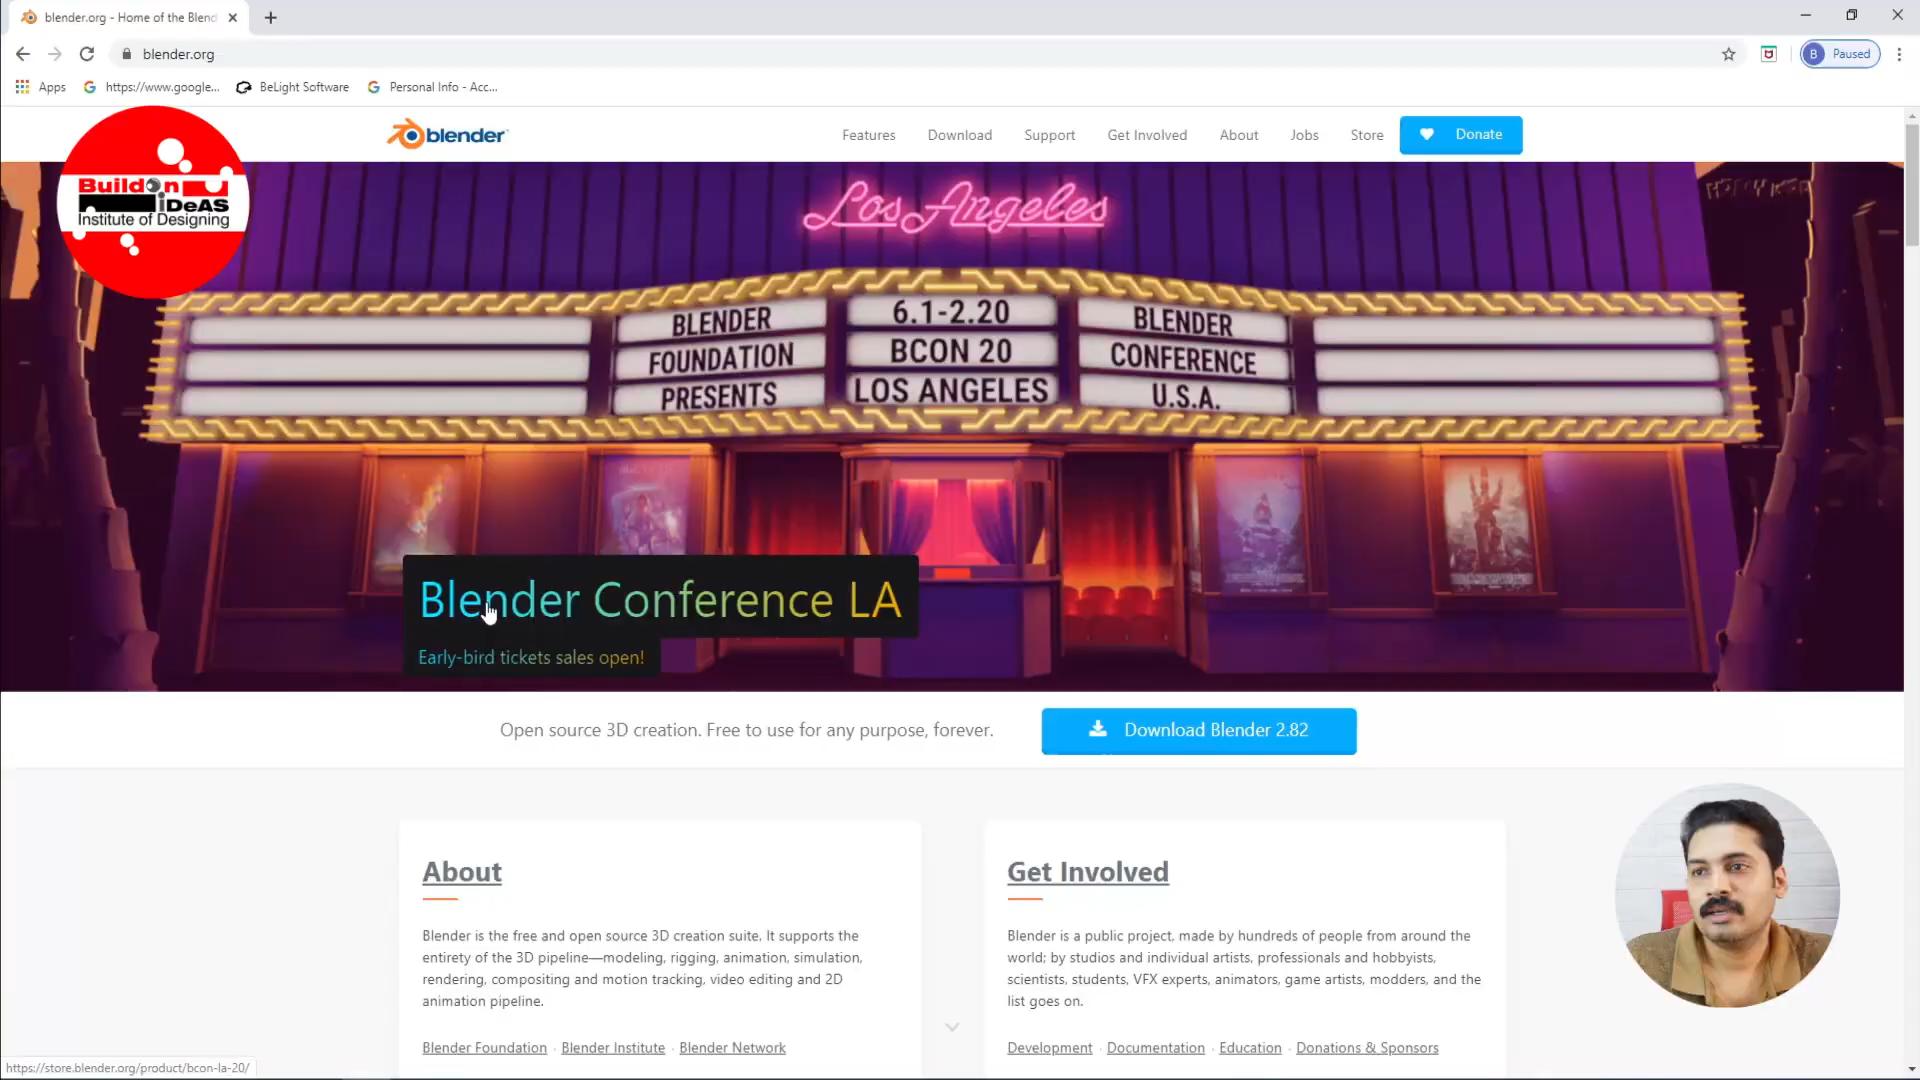 blender.org - Home of the Blend
blender.org
B Paused
Apps
https://www.google...
BeLight Software
Personal Info - Acc...
Build on
iDeAS
Institute of Designing
blender
Features
Download
Support
Get Involved
About
Jobs
Store
Donate
Los Angeles
BLENDER
FOUNDATION
PRESENTS
6.1-2.20
BCON 20
LOS ANGELES
BLENDER
CONFERENCE
U.S.A.
Blender Conference LA
Early-bird tickets sales open!
Open source 3D creation. Free to use for any purpose, forever.
Download Blender 2.82
About
Blender is the free and open source 3D creation suite. It supports the
entirety of the 3D pipeline—modeling, rigging, animation, simulation,
rendering, compositing and motion tracking, video editing and 2D
animation pipeline.
Blender Foundation · Blender Institute · Blender Network
Get Involved
Blender is a public project, made by hundreds of people from around the
world; by studios and individual artists, professionals and hobbyists,
scientists, students, VFX experts, animators, game artists, modders, and the
list goes on.
Development · Documentation · Education · Donations & Sponsors
https://store.blender.org/product/bcon-la-20/